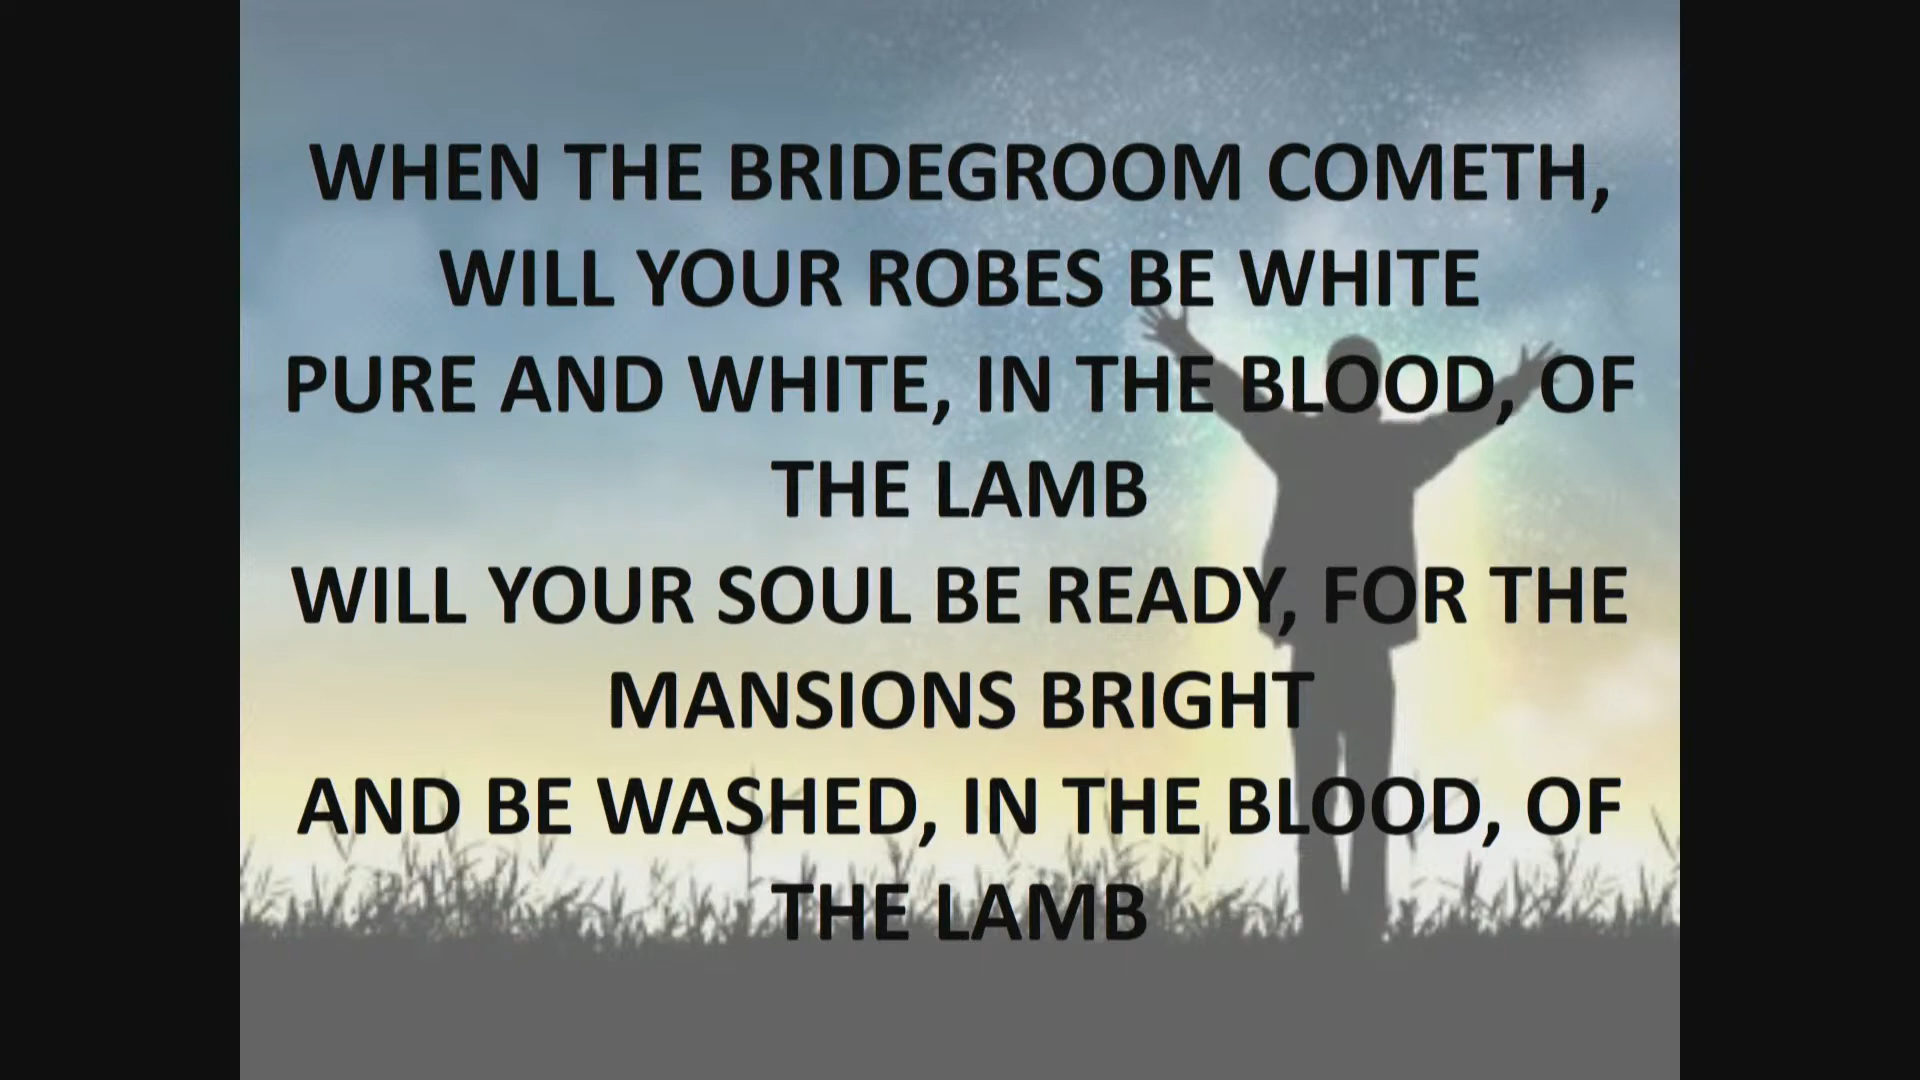 WHEN THE BRIDEGROOM COMETH,
WILL YOUR ROBES BE WHITE
PURE AND WHITE, IN THE BLOOD, OF
THE LAMB
WILL YOUR SOUL BE READY, FOR THE
MANSIONS BRIGHT
AND BE WASHED, IN THE BLOOD, OF
THE LAMB